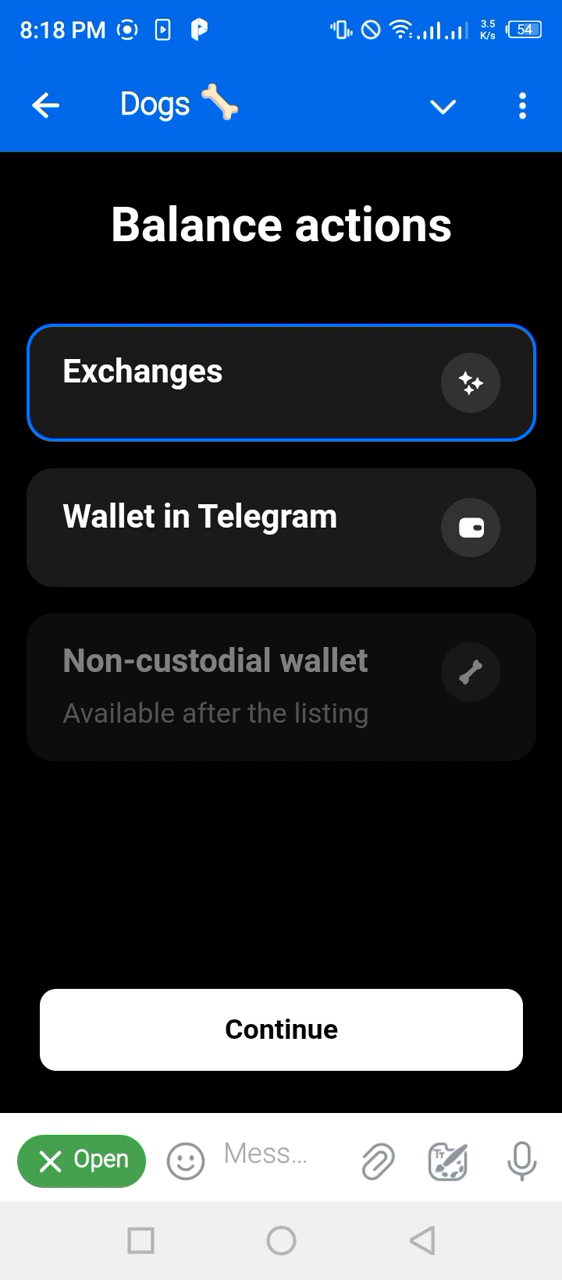 8:18 PM
3.5
K/s
54
Dogs 🦴
Balance actions
Exchanges
Wallet in Telegram
Non-custodial wallet
Available after the listing
Continue
Open
Mess...